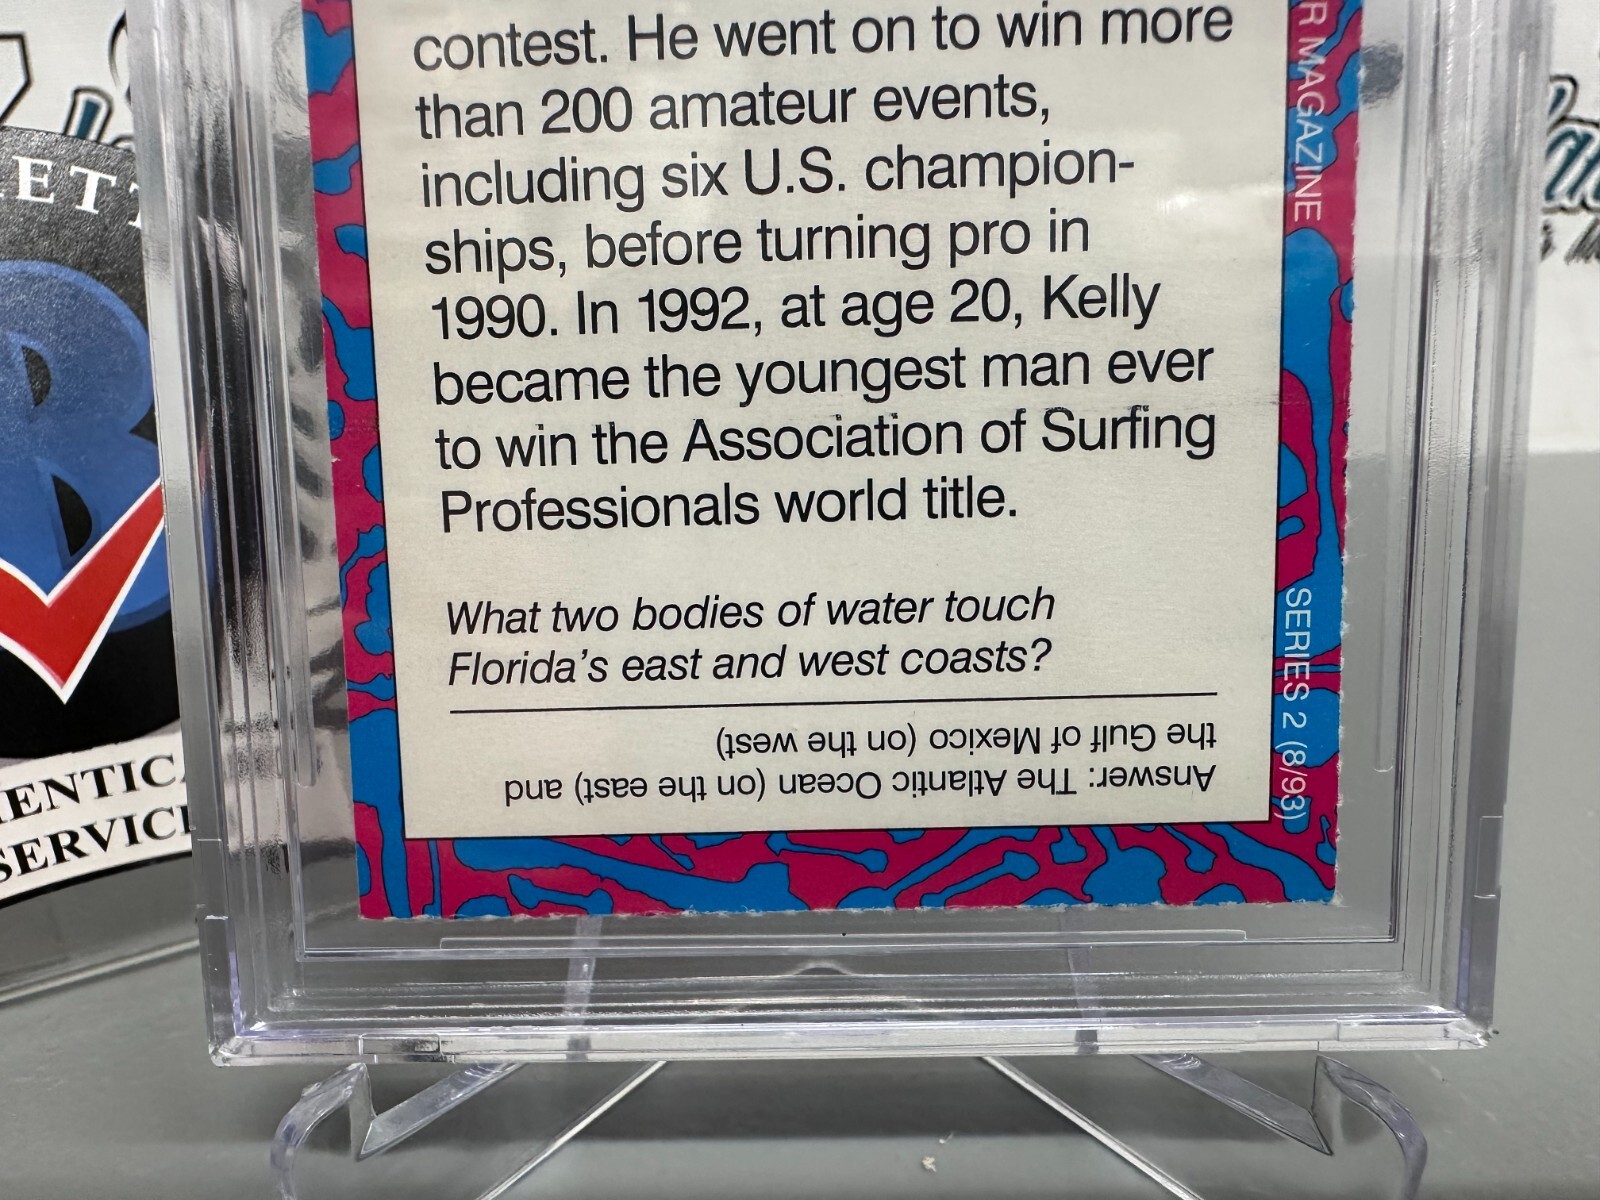 contest. He went on to win more
than 200 amateur events,
including six U.S. champion-
ships, before turning pro in
1990. In 1992, at age 20, Kelly
became the youngest man ever
to win the Association of Surfing
Professionals world title.
What two bodies of water touch
Florida's east and west coasts?
Answer: The Atlantic Ocean (on the east) and
the Gulf of Mexico (on the west)
R MAGAZINE
SERIES 2 (8/93)
ETT
B
ENTIC
SERVIC